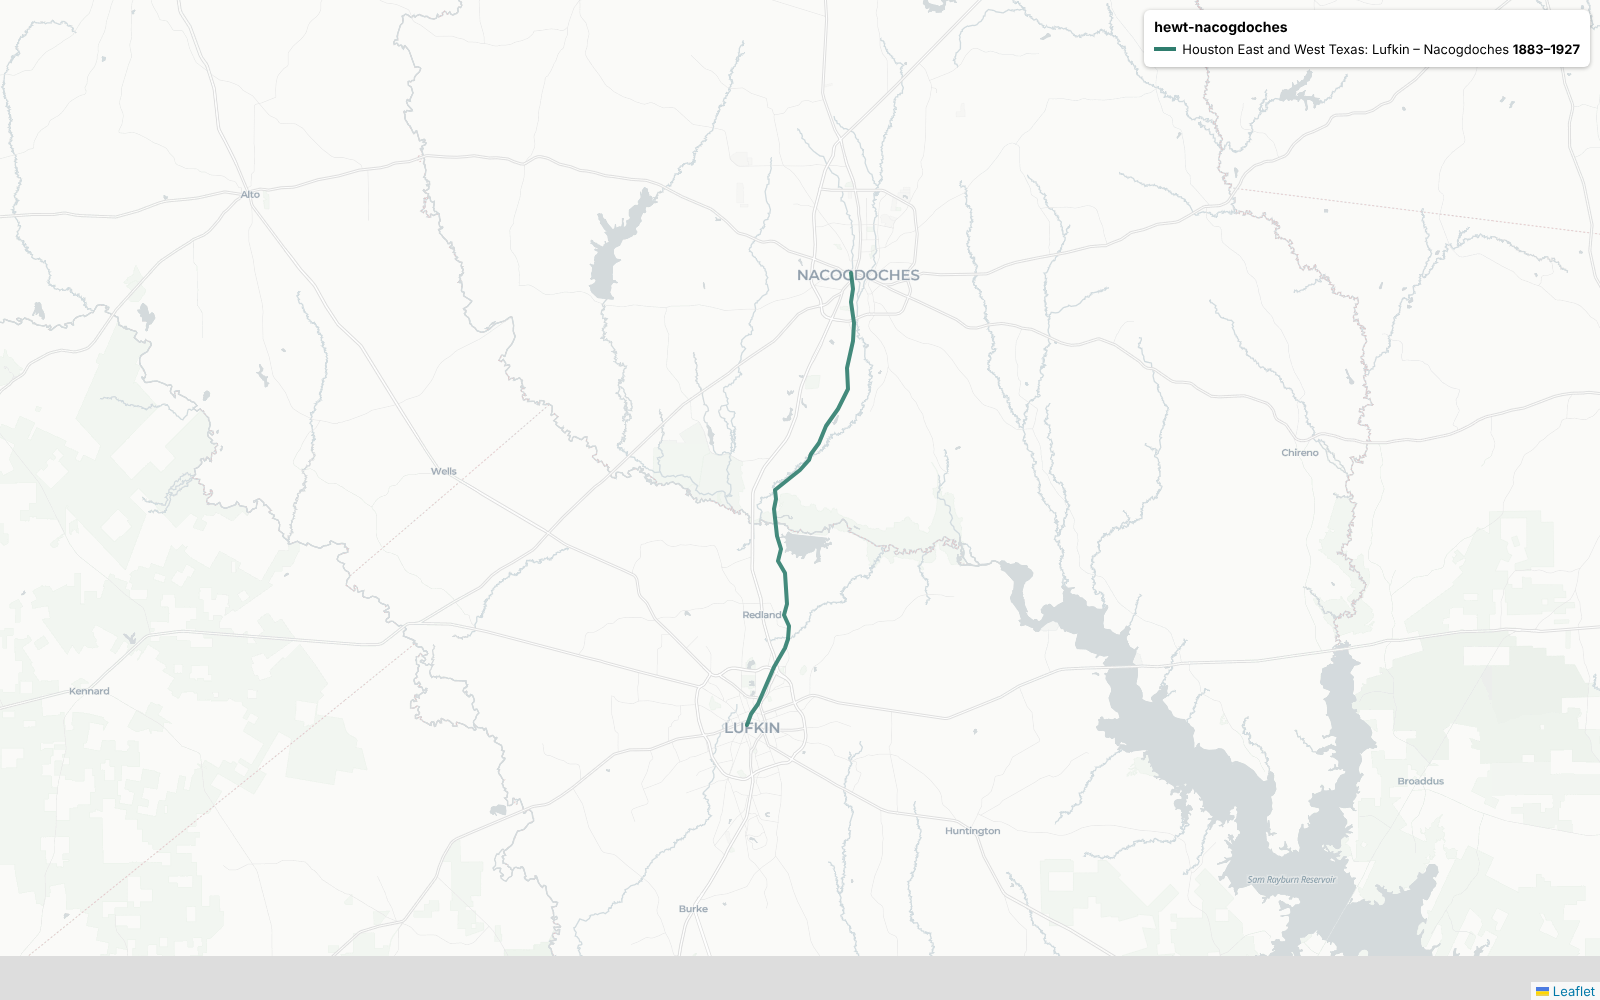 hewt-nacogdoches
Houston East and West Texas: Lufkin – Nacogdoches 1883–1927
Alto
NACOGDOCHES
Chireno
Wells
Redland
Kennard
LUFKIN
Broaddus
Huntington
Sam Rayburn Reservoir
Burke
Leaflet